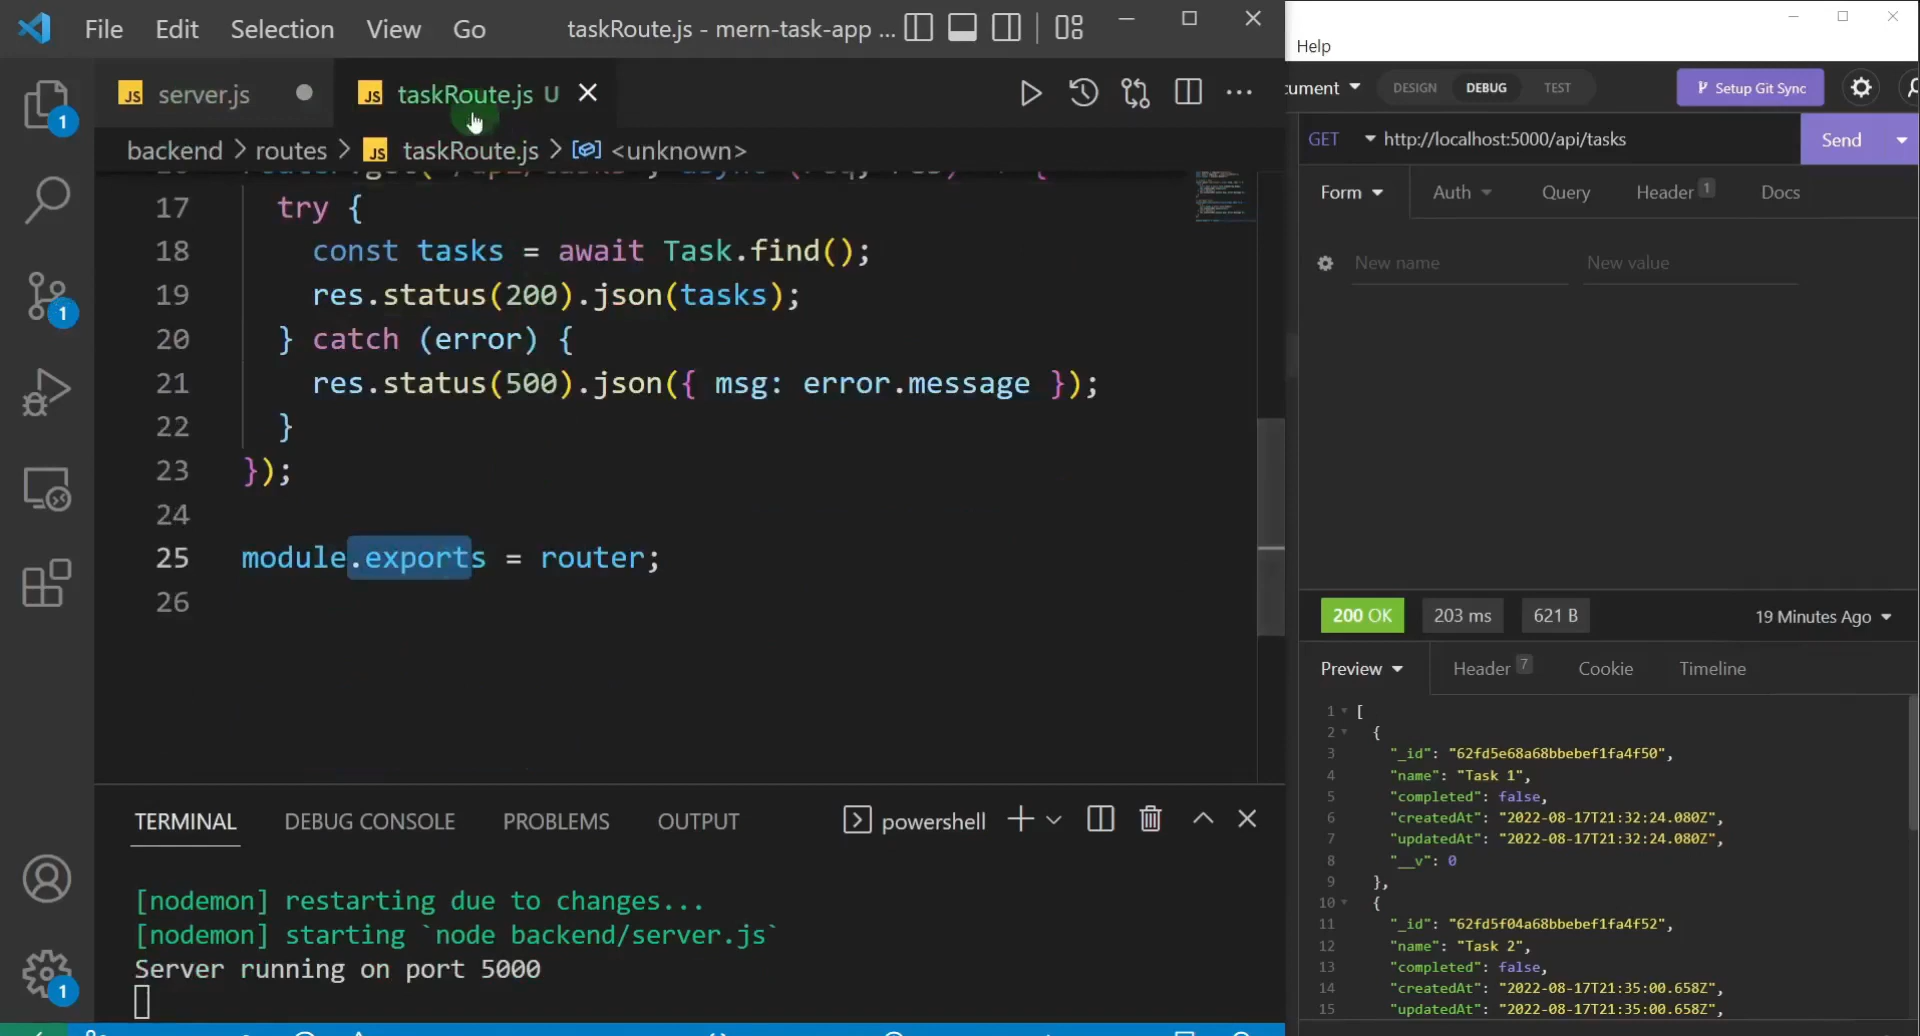 File Edit Selection View Go taskRoute.js - mern-task-app ...
server.js taskRoute.js U
backend > routes > taskRoute.js > <unknown>
17 try {
18 const tasks = await Task.find();
19 res.status(200).json(tasks);
20 } catch (error) {
21 res.status(500).json({ msg: error.message });
22 }
23 });
24
25 module.exports = router;
26
1
1
1
TERMINAL DEBUG CONSOLE PROBLEMS OUTPUT powershell
[nodemon] restarting due to changes...
[nodemon] starting `node backend/server.js`
Server running on port 5000
Help
cument DESIGN DEBUG TEST Setup Git Sync
GET http://localhost:5000/api/tasks Send
Form Auth Query Header 1 Docs
New name New value
200 OK 203 ms 621 B 19 Minutes Ago
Preview Header 7 Cookie Timeline
1 [
2 {
3 "_id": "62fd5e68a68bbebef1fa4f50",
4 "name": "Task 1",
5 "completed": false,
6 "createdAt": "2022-08-17T21:32:24.080Z",
7 "updatedAt": "2022-08-17T21:32:24.080Z",
8 "__v": 0
9 },
10 {
11 "_id": "62fd5f04a68bbebef1fa4f52",
12 "name": "Task 2",
13 "completed": false,
14 "createdAt": "2022-08-17T21:35:00.658Z",
15 "updatedAt": "2022-08-17T21:35:00.658Z",